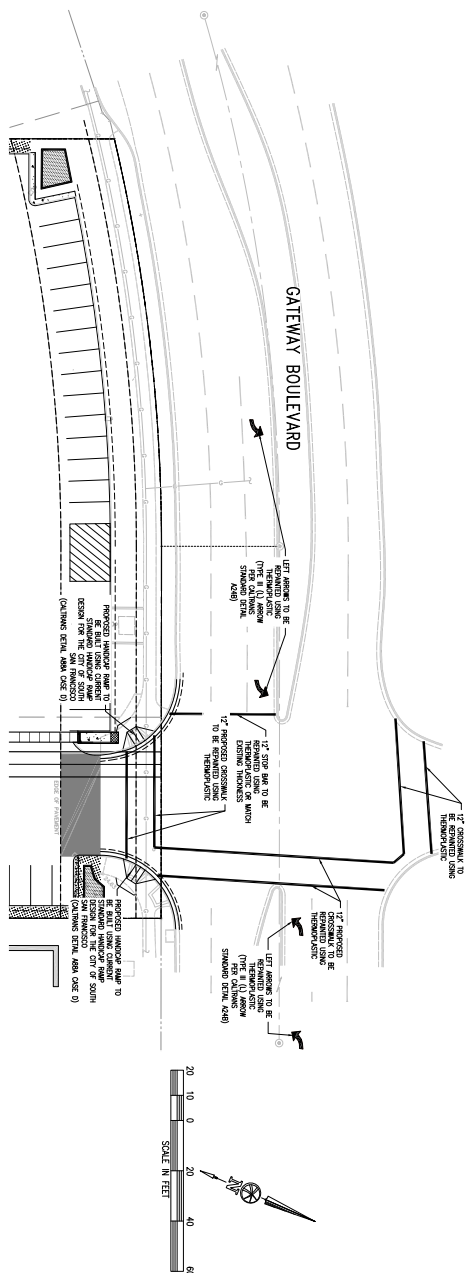 GATEWAY BOULEVARD
LEFT ARROWS TO BE
REPAINTED USING
THERMOPLASTIC
(TYPE III (L) ARROW
PER CALTRANS
STANDARD DETAIL
A24B)
12" CROSSWALK TO
BE REPAINTED USING
THERMOPLASTIC
12" STOP BAR TO BE
REPAINTED USING
THERMOPLASTIC OR MATCH
EXISTING THICKNESS
12" PROPOSED CROSSWALK
TO BE REPAINTED USING
THERMOPLASTIC
12" PROPOSED
CROSSWALK TO BE
REPAINTED USING
THERMOPLASTIC
LEFT ARROWS TO BE
REPAINTED USING
THERMOPLASTIC
(TYPE III (L) ARROW
PER CALTRANS
STANDARD DETAIL A24B)
PROPOSED HANDICAP RAMP TO
BE BUILT USING CURRENT
STANDARD HANDICAP RAMP
DESIGN FOR THE CITY OF SOUTH
SAN FRANCISCO
(CALTRANS DETAIL A88A CASE D)
EDGE OF PAVEMENT
PROPOSED HANDICAP RAMP TO
BE BUILT USING CURRENT
STANDARD HANDICAP RAMP
DESIGN FOR THE CITY OF SOUTH
SAN FRANCISCO
(CALTRANS DETAIL A88A CASE D)
20 10 0 20 40 60
SCALE IN FEET
N